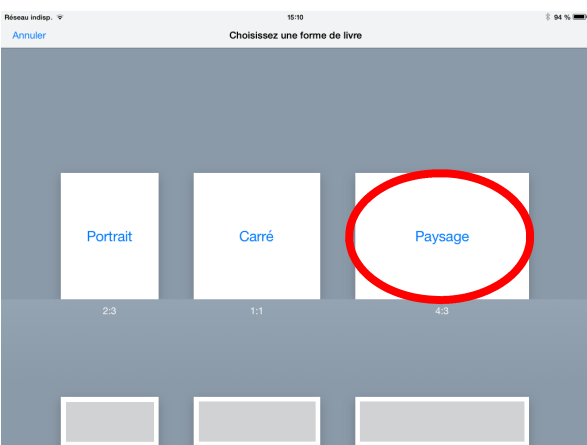 Réseau indisp. 15:10 94 %
Annuler Choisissez une forme de livre
Portrait Carré Paysage
2:3 1:1 4:3